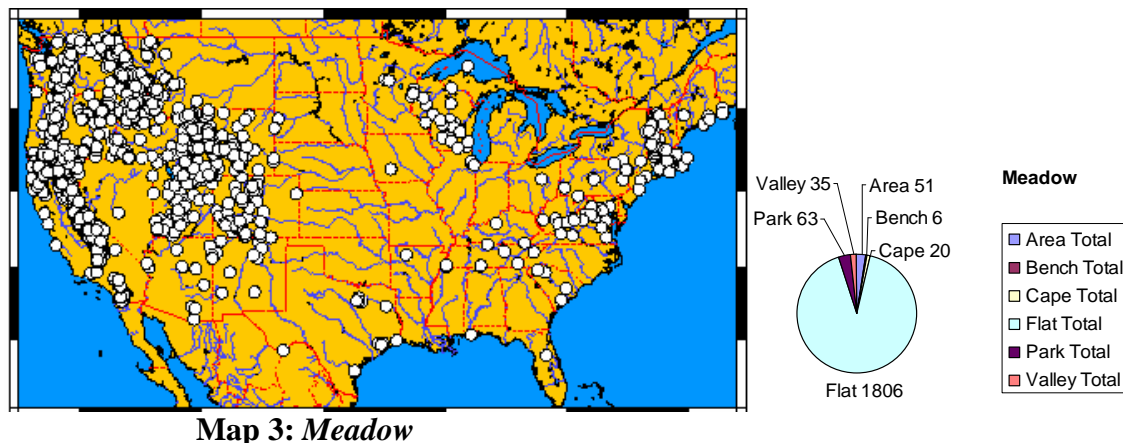 Valley 35
Area 51
Park 63
Bench 6
Cape 20
Flat 1806
Meadow
Area Total
Bench Total
Cape Total
Flat Total
Park Total
Valley Total
Map 3: Meadow